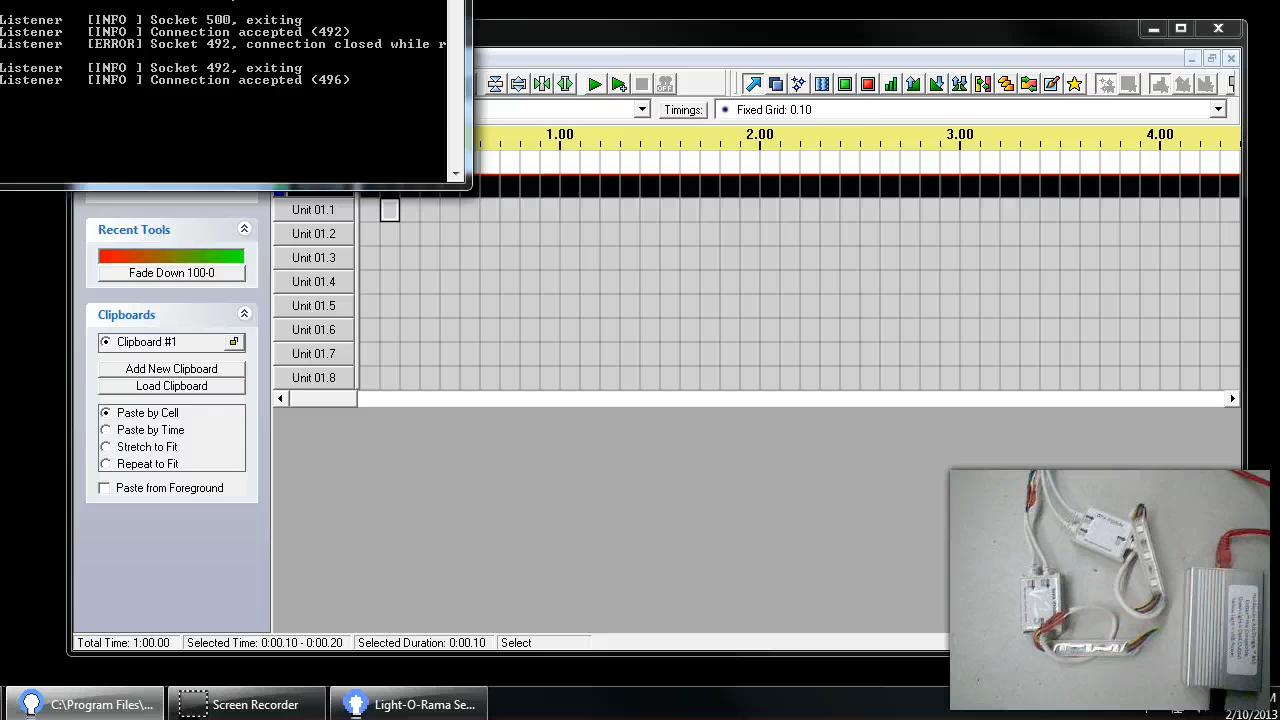 Listener [INFO ] Socket 500, exiting
Listener [INFO ] Connection accepted (492)
Listener [ERROR] Socket 492, connection closed while r
Listener [INFO ] Socket 492, exiting
Listener [INFO ] Connection accepted (496)
OFF
Timings:
Fixed Grid: 0.10
1.00 2.00 3.00 4.00
Unit 01.1
Unit 01.2
Unit 01.3
Unit 01.4
Unit 01.5
Unit 01.6
Unit 01.7
Unit 01.8
Recent Tools
Fade Down 100-0
Clipboards
Clipboard #1
Add New Clipboard
Load Clipboard
Paste by Cell
Paste by Time
Stretch to Fit
Repeat to Fit
Paste from Foreground
Total Time: 1:00.00 Selected Time: 0:00.10 - 0:00.20 Selected Duration: 0:00.10 Select
C:\Program Files\...
Screen Recorder
Light-O-Rama Se...
M
2/10/2013